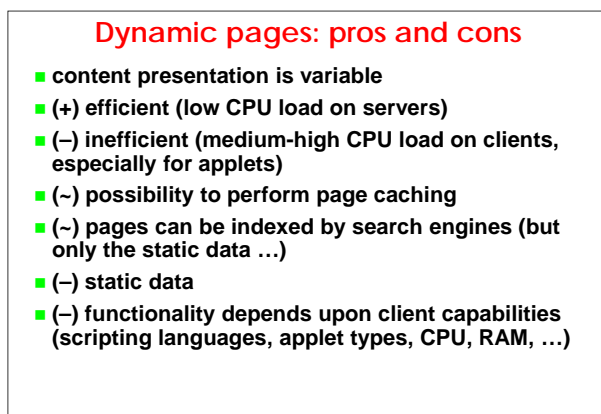 Dynamic pages: pros and cons
content presentation is variable
(+) efficient (low CPU load on servers)
(–) inefficient (medium-high CPU load on clients,
especially for applets)
(~) possibility to perform page caching
(~) pages can be indexed by search engines (but
only the static data …)
(–) static data
(–) functionality depends upon client capabilities
(scripting languages, applet types, CPU, RAM, …)